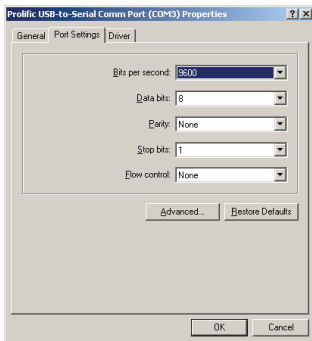 Prolific USB-to-Serial Comm Port (COM3) Properties
General Port Settings Driver
Bits per second: 9600
Data bits: 8
Parity: None
Stop bits: 1
Flow control: None
Advanced... Restore Defaults
OK Cancel